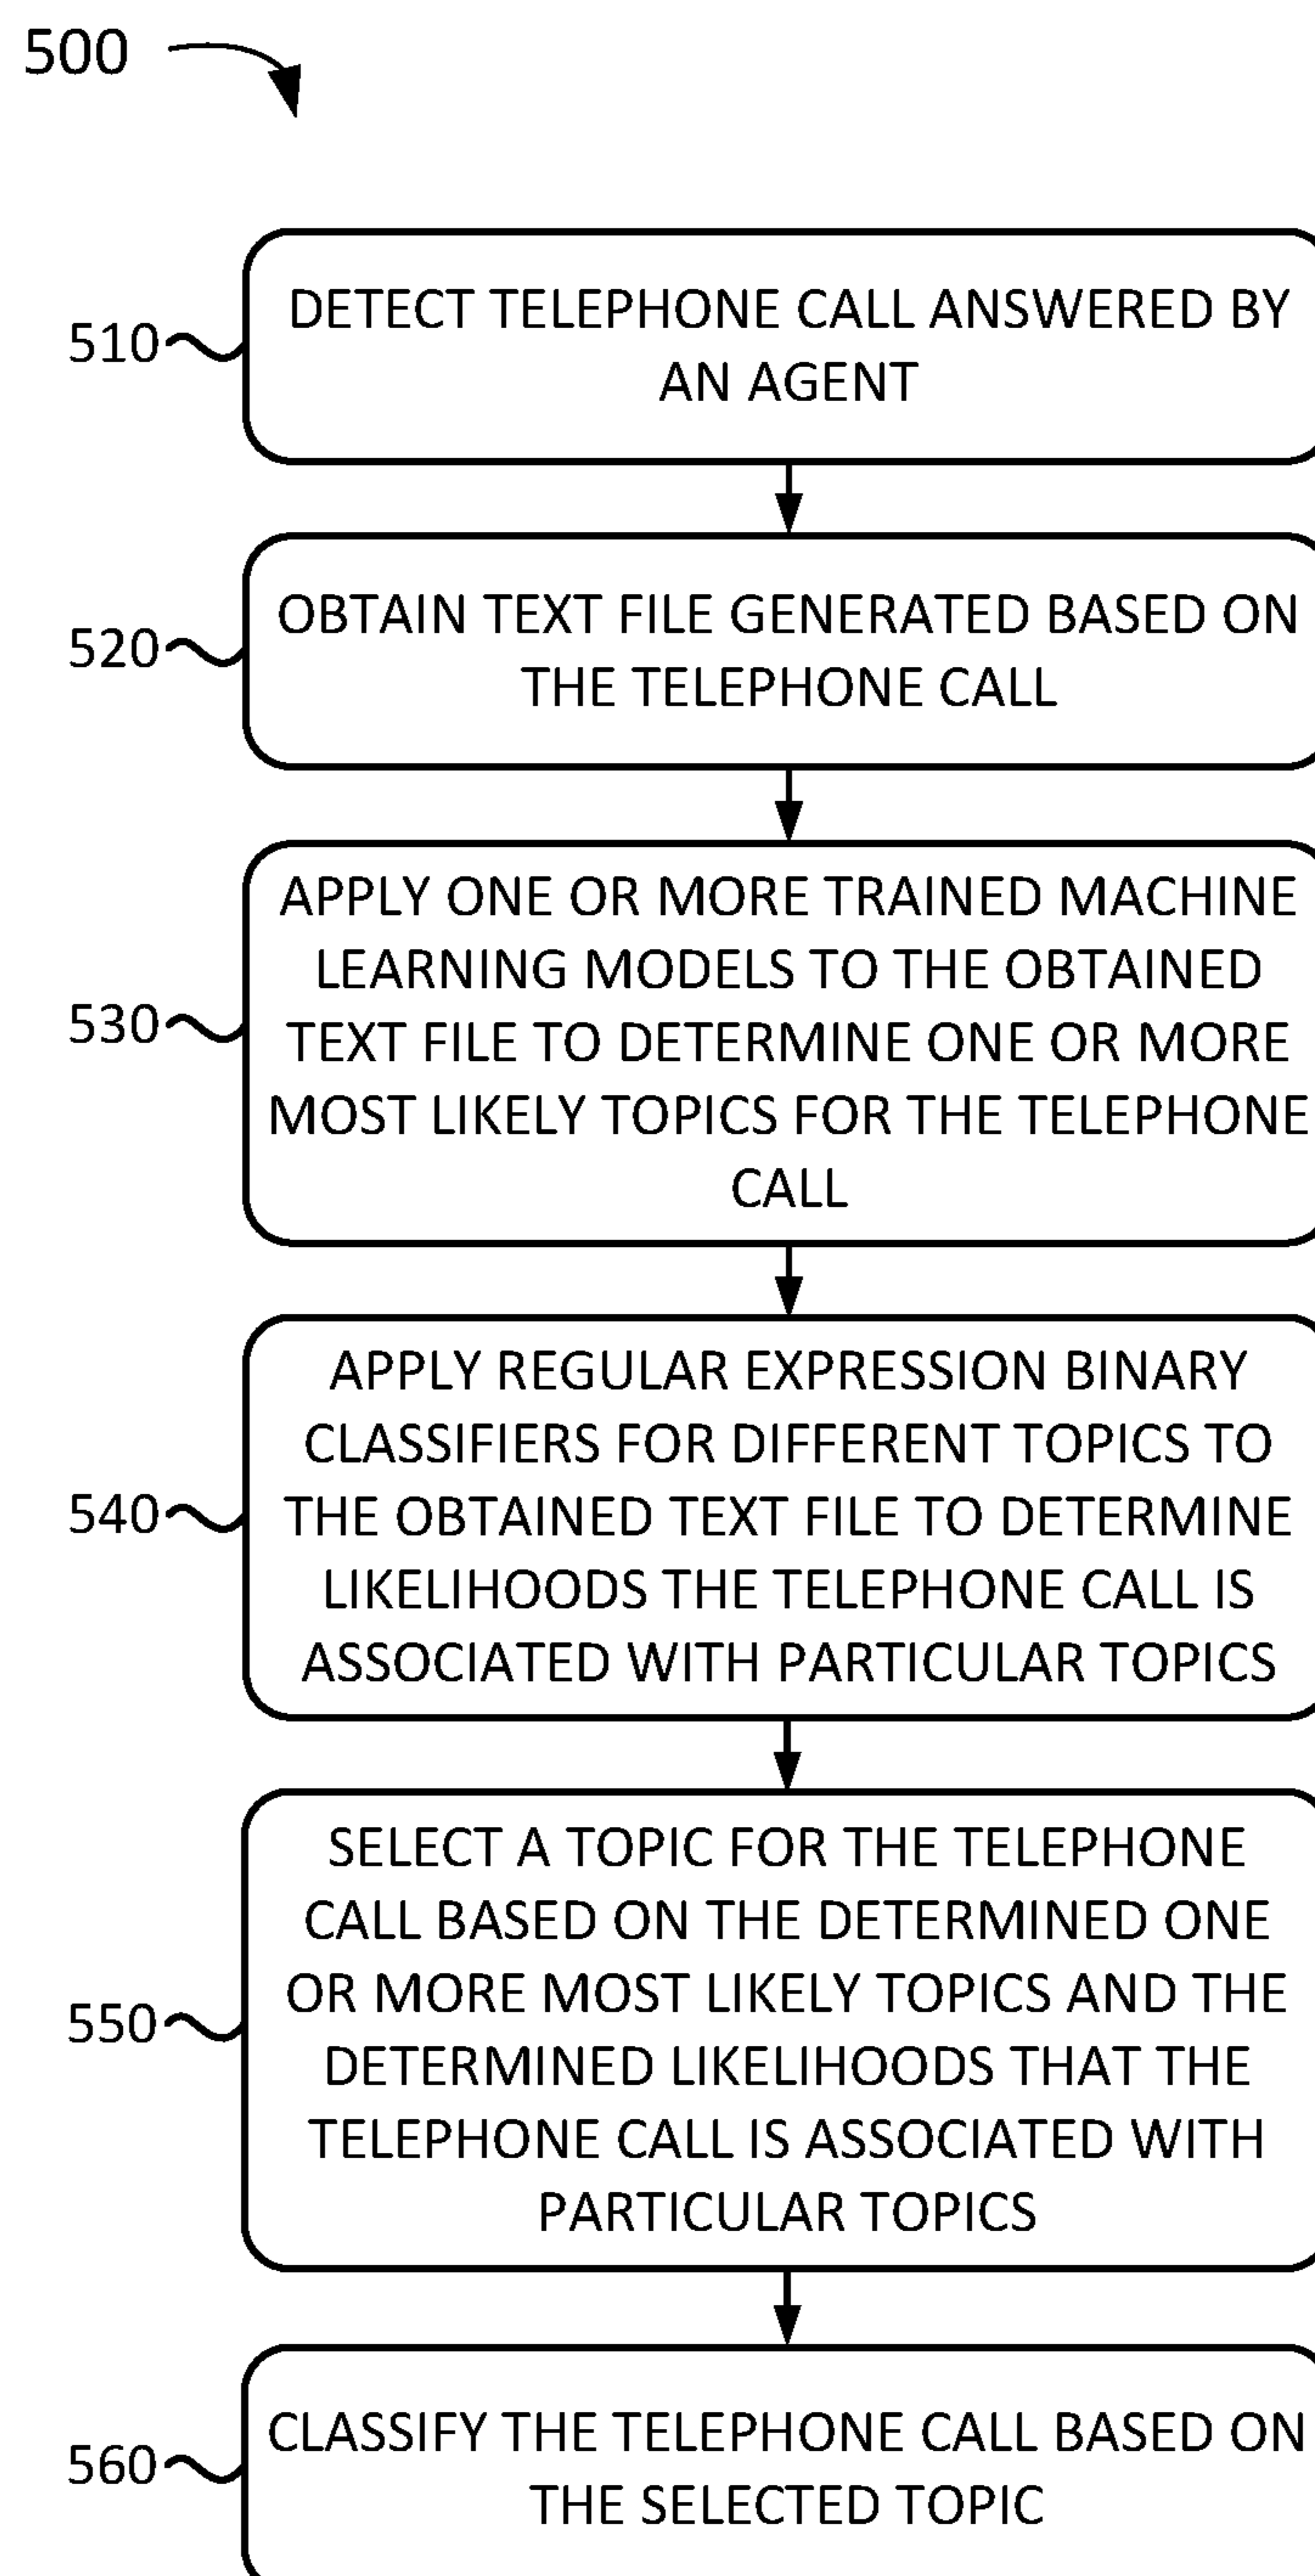 500
510
DETECT TELEPHONE CALL ANSWERED BY
AN AGENT
520
OBTAIN TEXT FILE GENERATED BASED ON
THE TELEPHONE CALL
530
APPLY ONE OR MORE TRAINED MACHINE
LEARNING MODELS TO THE OBTAINED
TEXT FILE TO DETERMINE ONE OR MORE
MOST LIKELY TOPICS FOR THE TELEPHONE
CALL
540
APPLY REGULAR EXPRESSION BINARY
CLASSIFIERS FOR DIFFERENT TOPICS TO
THE OBTAINED TEXT FILE TO DETERMINE
LIKELIHOODS THE TELEPHONE CALL IS
ASSOCIATED WITH PARTICULAR TOPICS
550
SELECT A TOPIC FOR THE TELEPHONE
CALL BASED ON THE DETERMINED ONE
OR MORE MOST LIKELY TOPICS AND THE
DETERMINED LIKELIHOODS THAT THE
TELEPHONE CALL IS ASSOCIATED WITH
PARTICULAR TOPICS
560
CLASSIFY THE TELEPHONE CALL BASED ON
THE SELECTED TOPIC